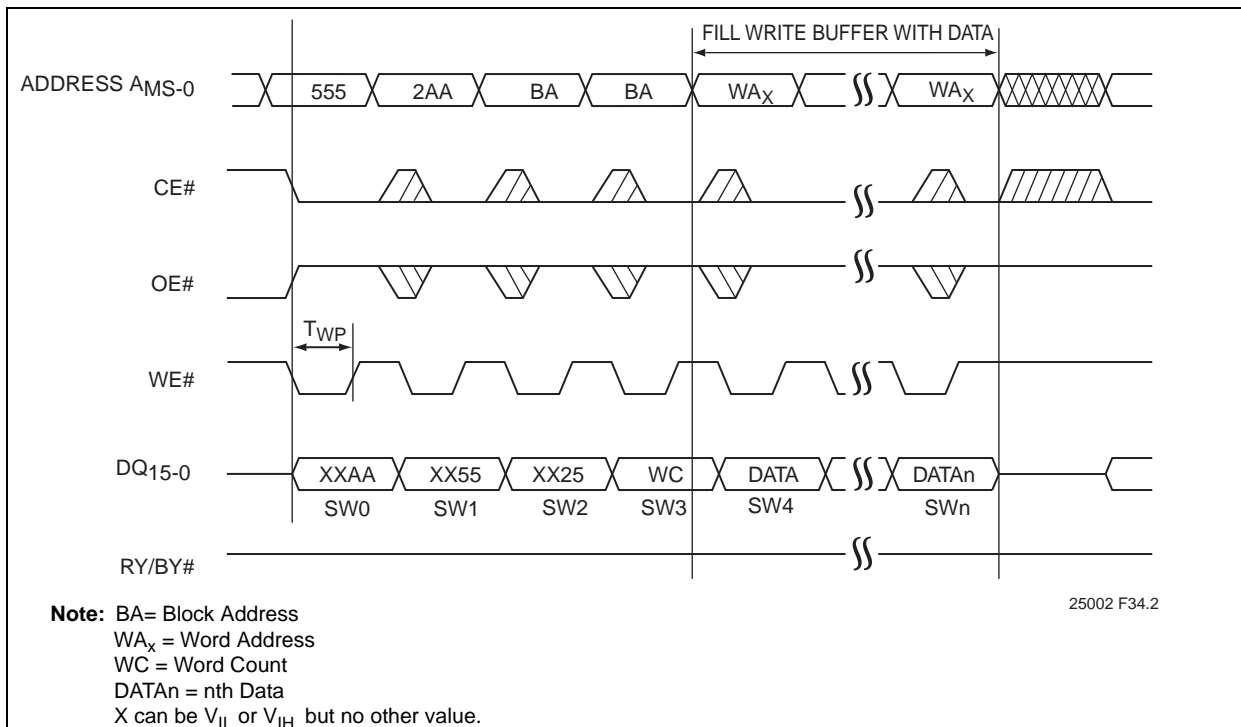 FILL WRITE BUFFER WITH DATA
ADDRESS AMS-0 555 2AA BA BA WAX WAX
CE#
OE#
TWP
WE#
DQ15-0 XXAA XX55 XX25 WC DATA DATAn
SW0 SW1 SW2 SW3 SW4 SWn
RY/BY#
25002 F34.2
Note: BA= Block Address
WAx = Word Address
WC = Word Count
DATAn = nth Data
X can be VIL or VIH but no other value.